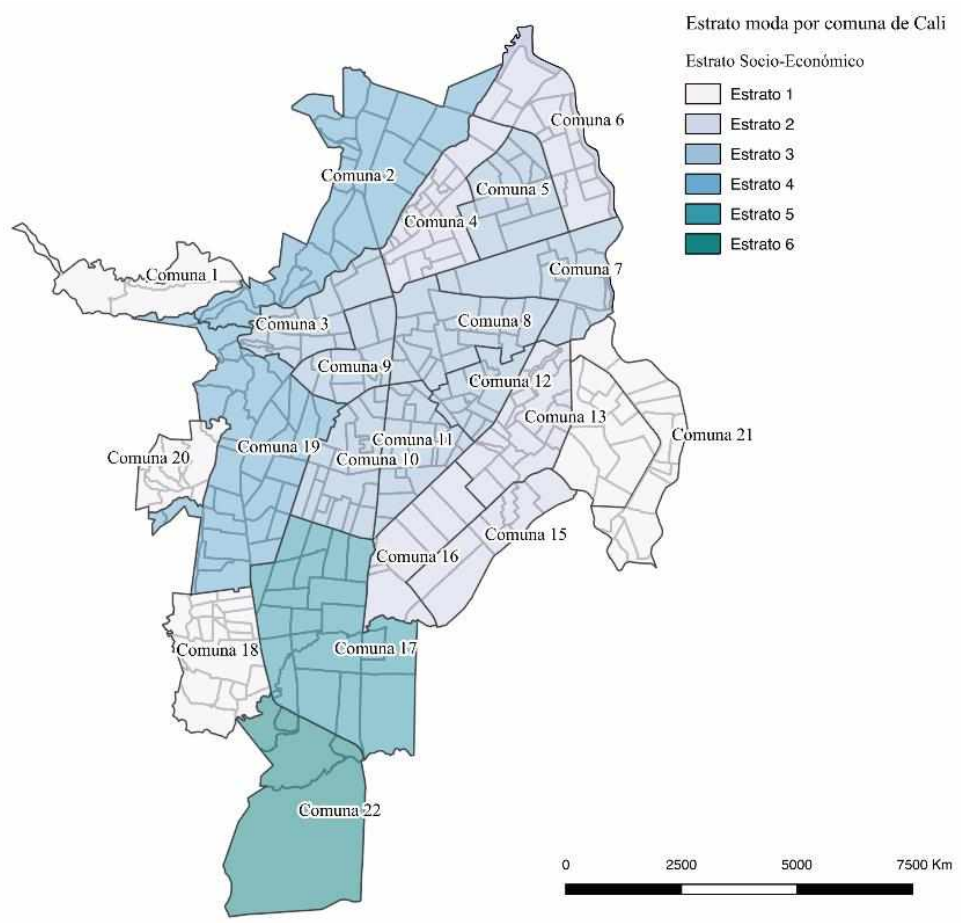 Estrato moda por comuna de Cali
Estrato Socio-Económico
Estrato 1
Estrato 2
Estrato 3
Estrato 4
Estrato 5
Estrato 6
Comuna 6
Comuna 2
Comuna 5
Comuna 4
Comuna 1
Comuna 7
Comuna 3
Comuna 8
Comuna 9
Comuna 12
Comuna 13
Comuna 21
Comuna 11
Comuna 19
Comuna 20
Comuna 10
Comuna 15
Comuna 16
Comuna 18
Comuna 17
Comuna 22
0 2500 5000 7500 Km